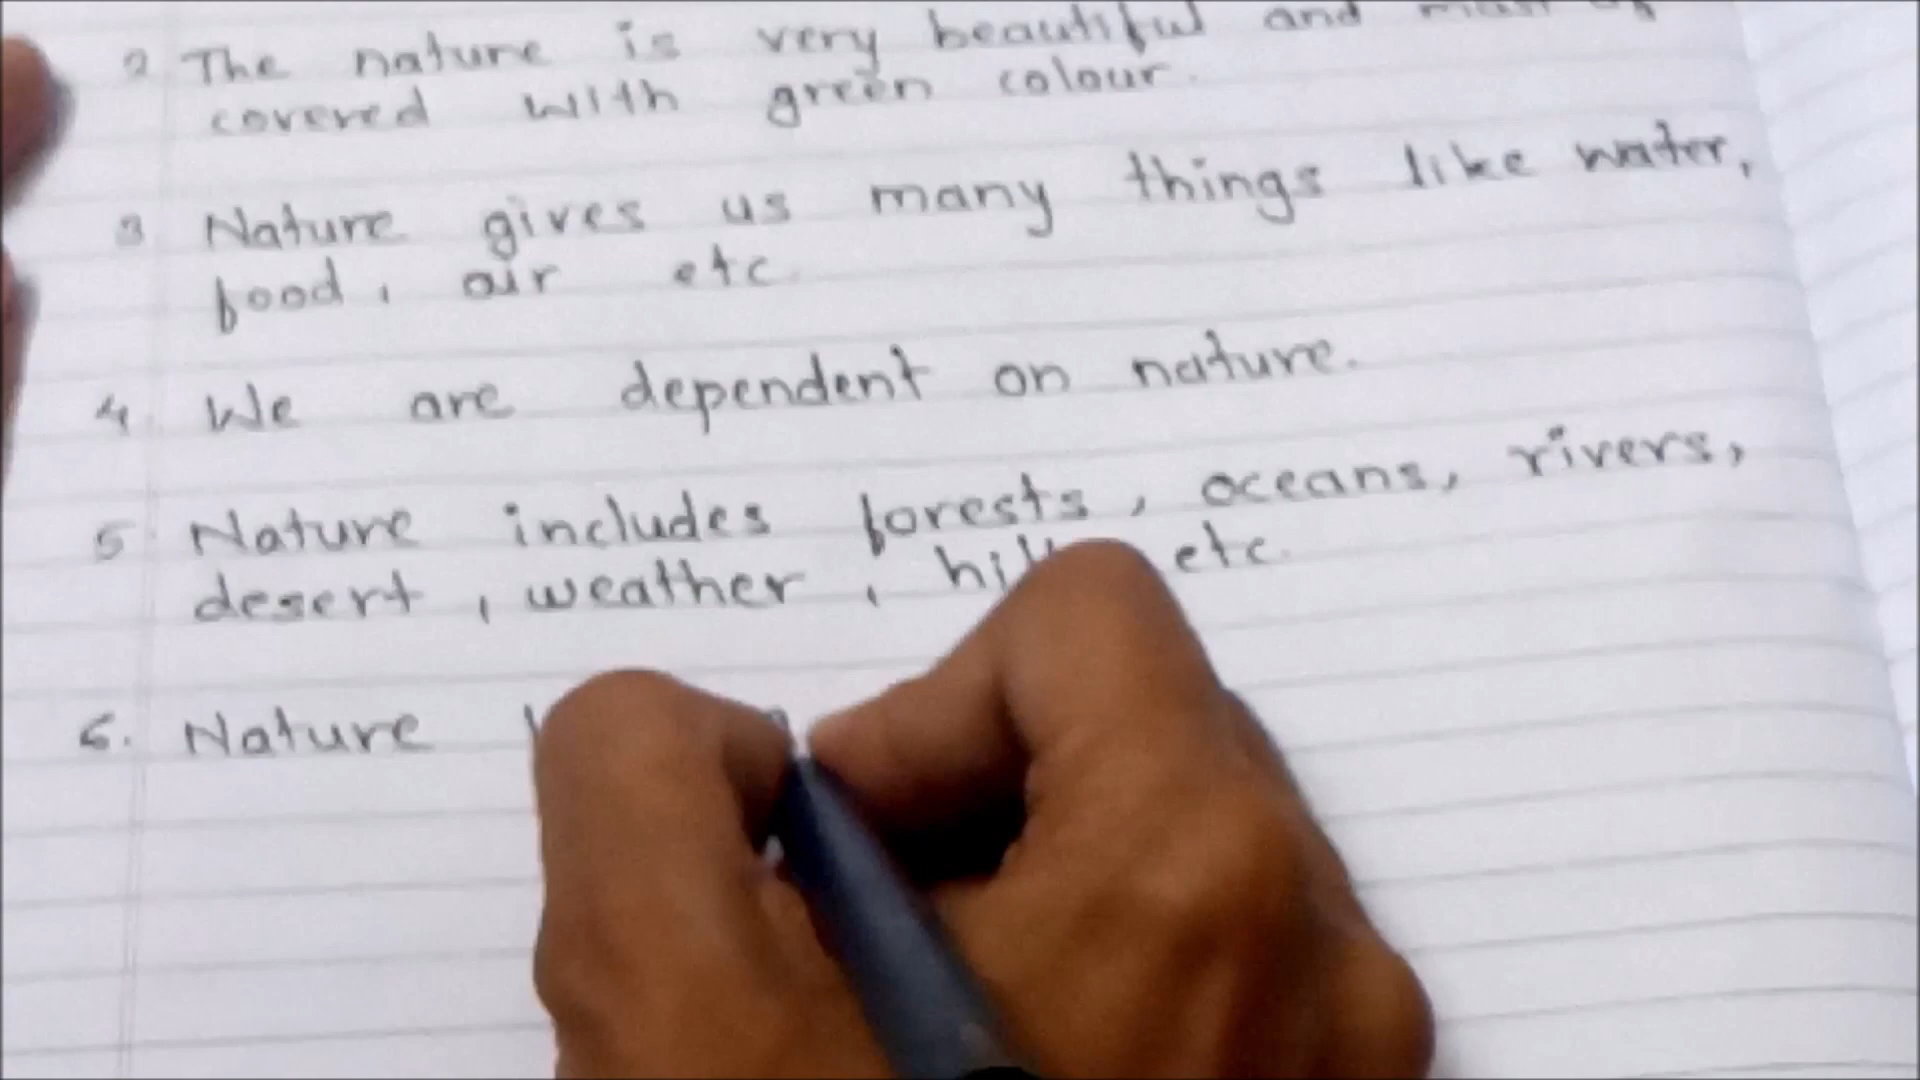 2 The nature is very beautiful and
covered with green colour.
3 Nature gives us many things like water,
food, air etc
4. We are dependent on nature.
5 Nature includes forests, oceans, rivers,
desert, weather, etc.
6. Nature